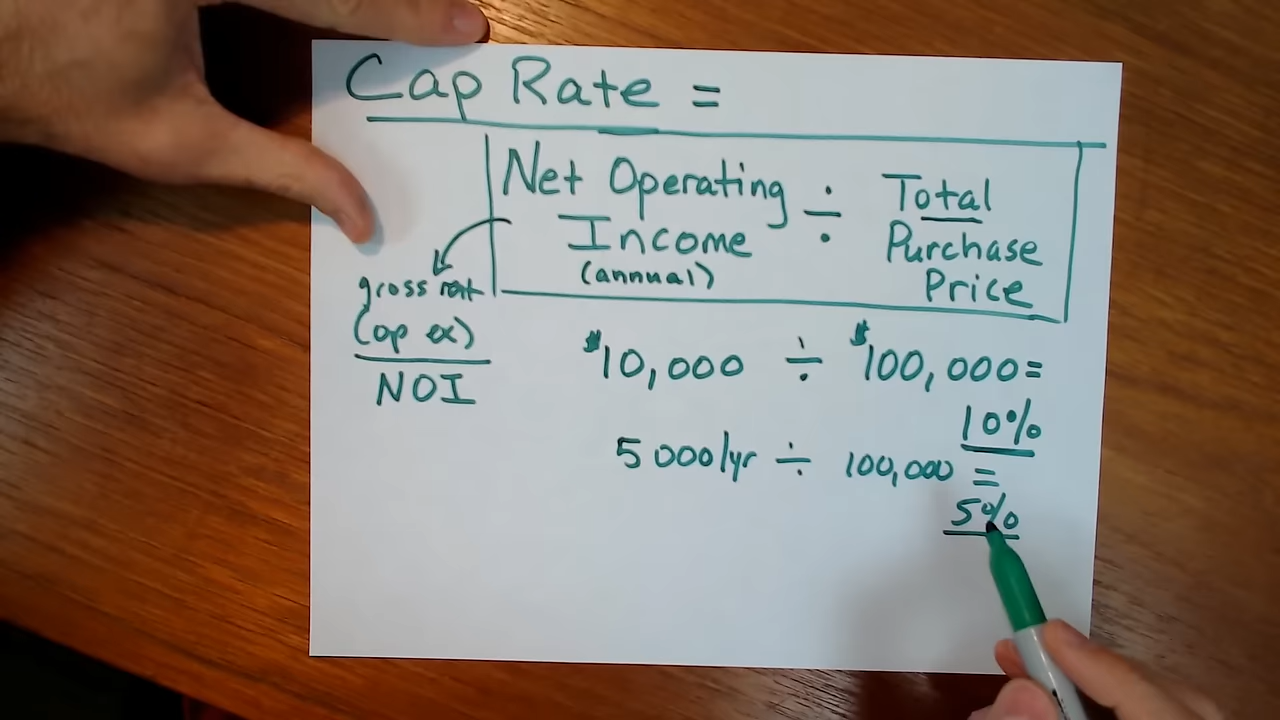 Cap Rate =
Net Operating Income (annual) ÷ Total Purchase Price
gross rent
(op ex)
NOI
$10,000 ÷ $100,000 =
10%
5000/yr ÷ 100,000 =
5%